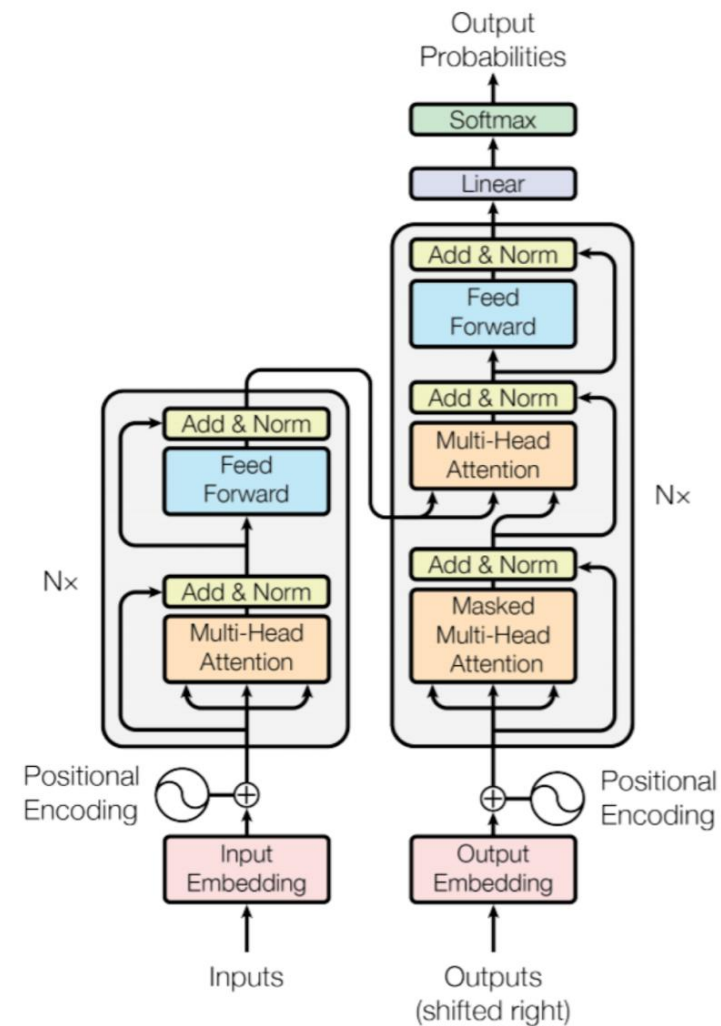 Output
Probabilities
Softmax
Linear
Add & Norm
Feed
Forward
Add & Norm
Multi-Head
Attention
Add & Norm
Masked
Multi-Head
Attention
Nx
Add & Norm
Feed
Forward
Add & Norm
Multi-Head
Attention
Nx
Positional
Encoding
Positional
Encoding
Input
Embedding
Output
Embedding
Inputs
Outputs
(shifted right)